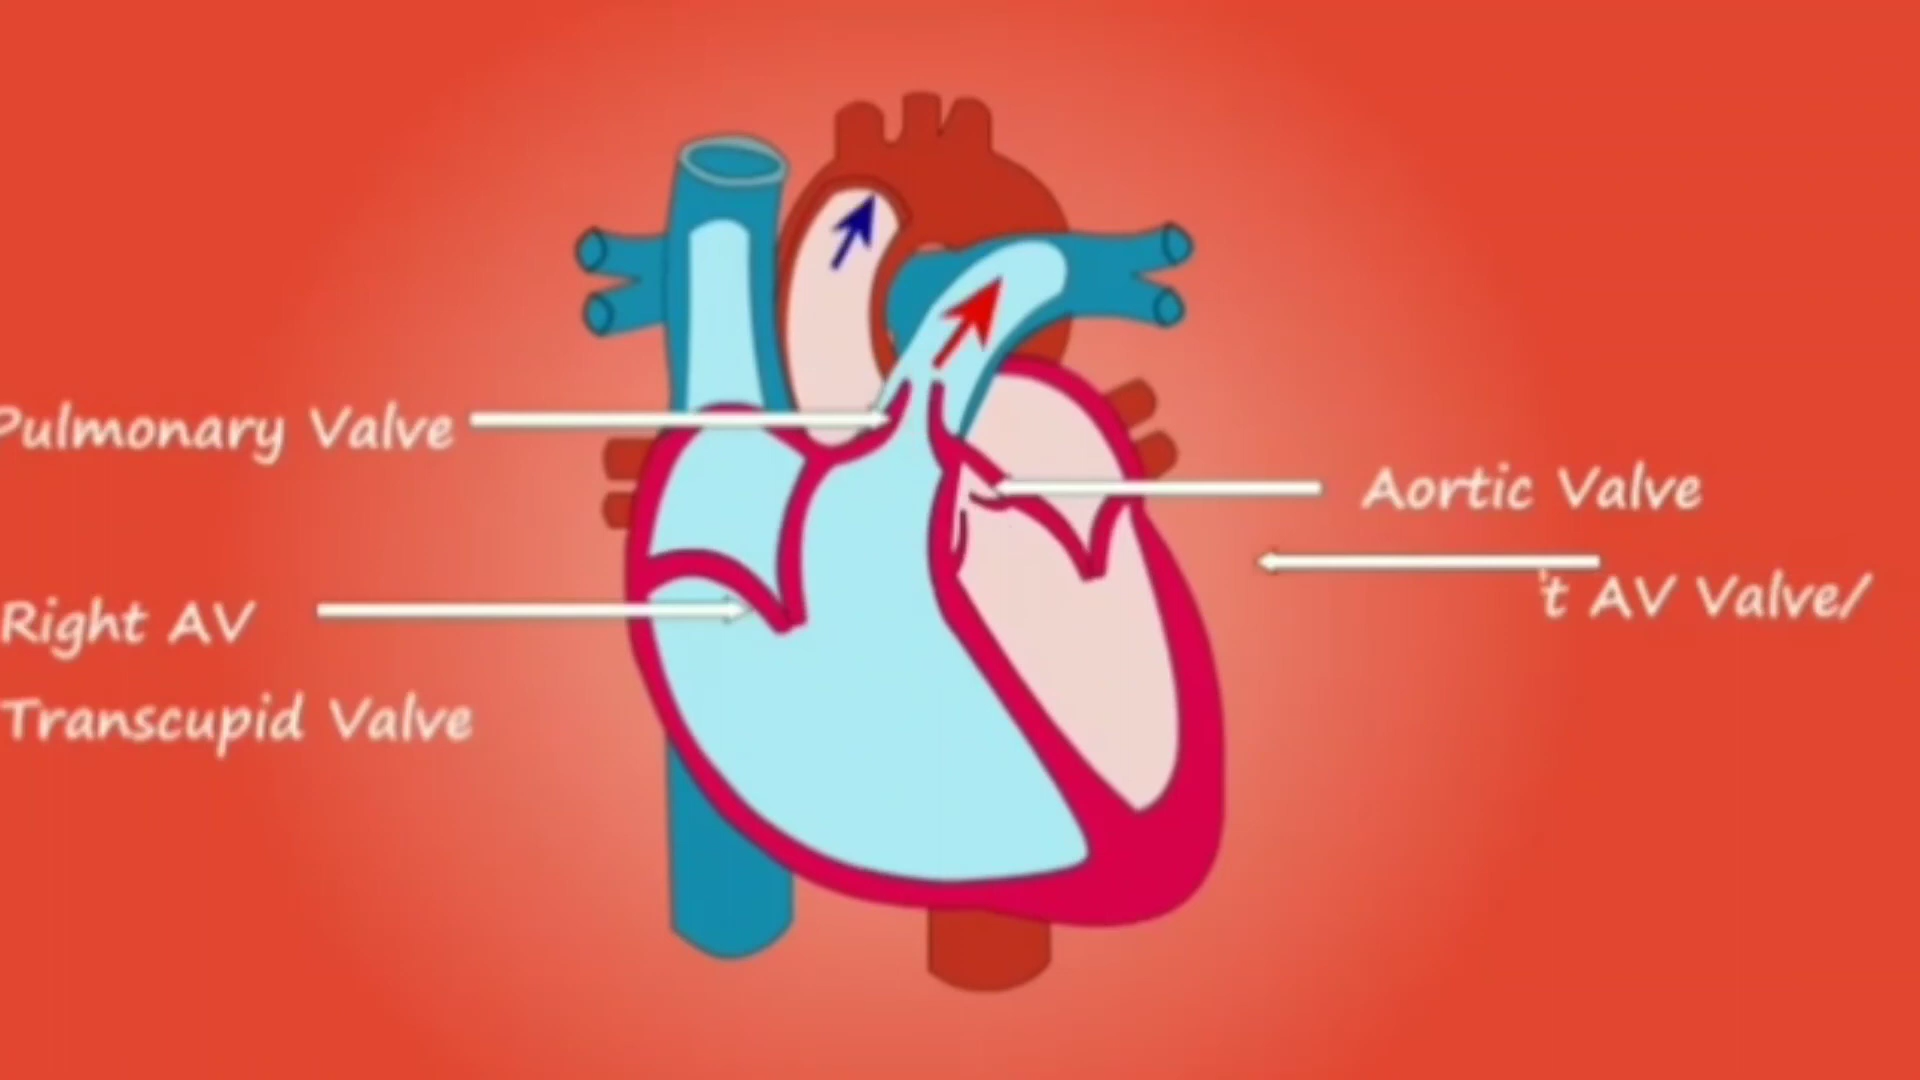 Pulmonary Valve
Aortic Valve
't AV Valve/
Right AV
Transcupid Valve